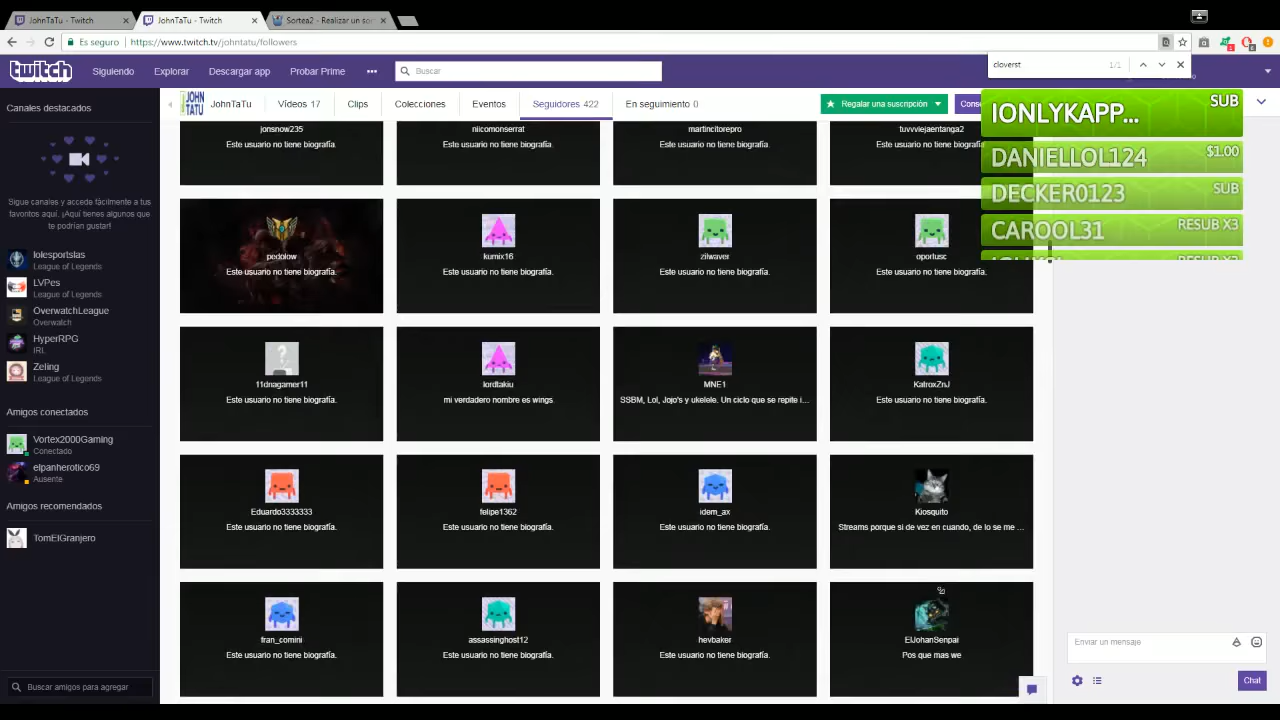 JohnTaTu - Twitch
JohnTaTu - Twitch
Sortea2 - Realizar un sor
Es seguro
https://www.twitch.tv/johntatu/followers
cloverst
1/1
twitch
Siguiendo
Explorar
Descargar app
Probar Prime
Buscar
Canales destacados
Sigue canales y accede fácilmente a tus
favoritos aquí. ¡Aquí tienes algunos que
te podrían gustar!
lolesportslas
League of Legends
LVPes
League of Legends
OverwatchLeague
Overwatch
HyperRPG
IRL
Zeling
League of Legends
Amigos conectados
Vortex2000Gaming
Conectado
elpanherotico69
Ausente
Amigos recomendados
TomElGranjero
Buscar amigos para agregar
JOHN
TATU
JohnTaTu
Vídeos 17
Clips
Colecciones
Eventos
Seguidores 422
En seguimiento 0
Regalar una suscripción
IONLYKAPP...
SUB
DANIELLOL124
$1.00
DECKER0123
SUB
CAROOL31
RESUB X3
RESUB X3
jonsnow235
Este usuario no tiene biografía.
niicomonserrat
Este usuario no tiene biografía.
martincitorepro
Este usuario no tiene biografía.
tuvvviejaentanga2
Este usuario no tiene biografía.
pedolow
Este usuario no tiene biografía.
kumix16
Este usuario no tiene biografía.
zilwaver
Este usuario no tiene biografía.
oportusc
Este usuario no tiene biografía.
11dnagamer11
Este usuario no tiene biografía.
lordtakiu
mi verdadero nombre es wings.
MNE1
SSBM, Lol, Jojo's y ukelele. Un ciclo que se repite i...
KatroxZnJ
Este usuario no tiene biografía.
Eduardo3333333
Este usuario no tiene biografía.
felipe1362
Este usuario no tiene biografía.
idem_ax
Este usuario no tiene biografía.
Kiosquito
Streams porque si de vez en cuando, de lo se me ...
fran_comini
Este usuario no tiene biografía.
assassinghost12
Este usuario no tiene biografía.
hevbaker
Este usuario no tiene biografía.
ElJohanSenpai
Pos que mas we
Enviar un mensaje
Chat